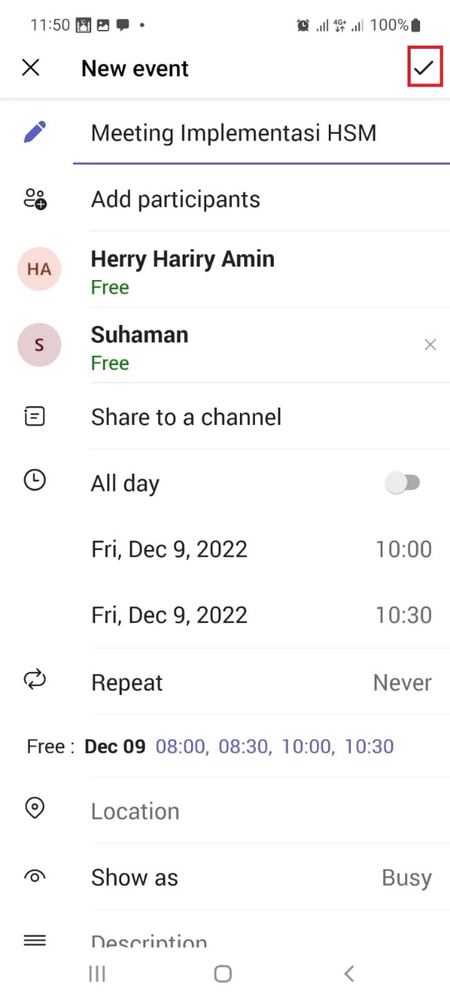 11:50 4G+ 100%
New event
Meeting Implementasi HSM
Add participants
HA Herry Hariry Amin
Free
S Suhaman
Free
Share to a channel
All day
Fri, Dec 9, 2022 10:00
Fri, Dec 9, 2022 10:30
Repeat Never
Free : Dec 09 08:00, 08:30, 10:00, 10:30
Location
Show as Busy
Description